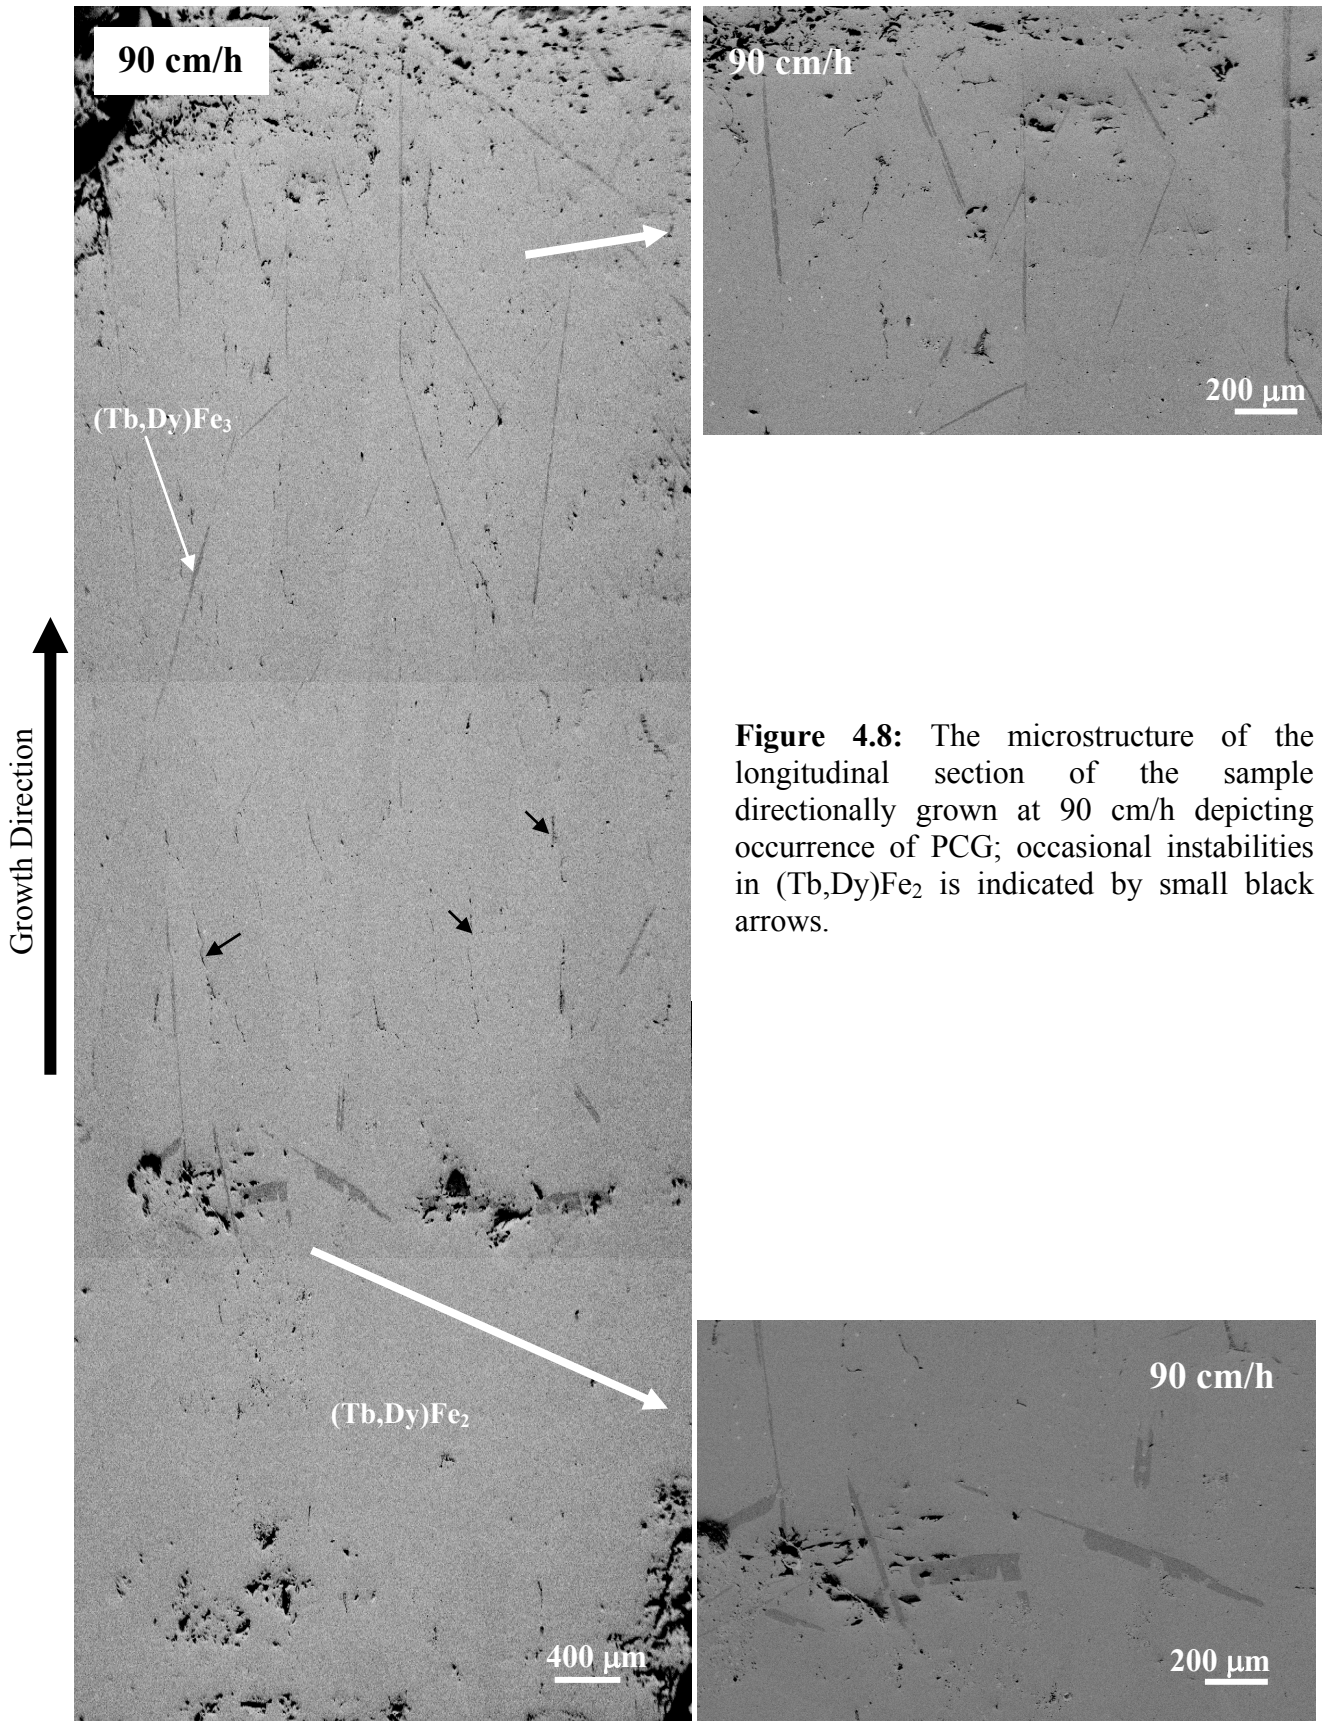 90 cm/h
90 cm/h
200 μm
(Tb,Dy)Fe₃
Growth Direction
Figure 4.8: The microstructure of the
longitudinal section of the sample
directionally grown at 90 cm/h depicting
occurrence of PCG; occasional instabilities
in (Tb,Dy)Fe₂ is indicated by small black
arrows.
(Tb,Dy)Fe₂
400 μm
90 cm/h
200 μm